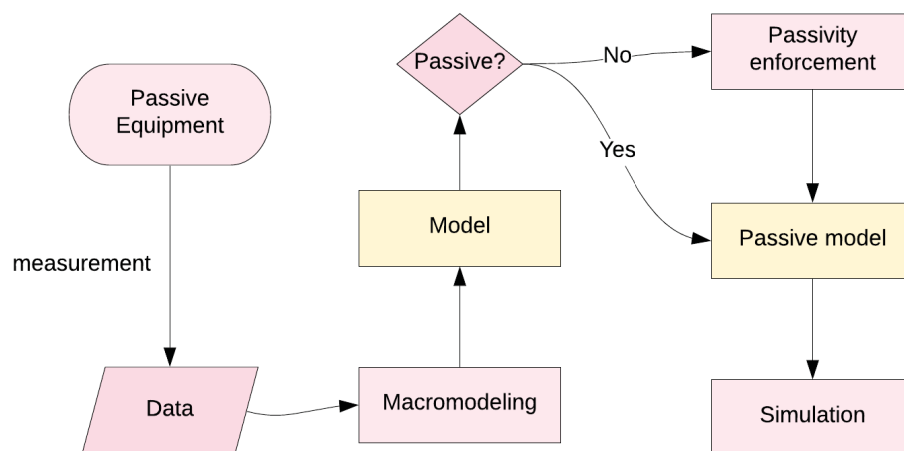 Passive
Equipment
measurement
Data
Macromodeling
Model
Passive?
No
Yes
Passivity
enforcement
Passive model
Simulation